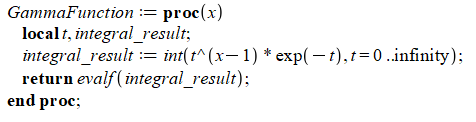 GammaFunction := proc(x)
local t, integral_result;
integral_result := int(t^(x−1) * exp(−t), t=0 ..infinity);
return evalf(integral_result);
end proc;